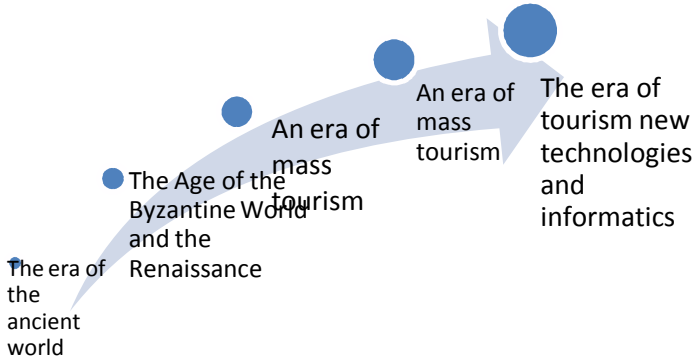 The era of
the
ancient
world
The Age of the
Byzantine World
and the
Renaissance
An era of
mass
tourism
An era of
mass
tourism
The era of
tourism new
technologies
and
informatics